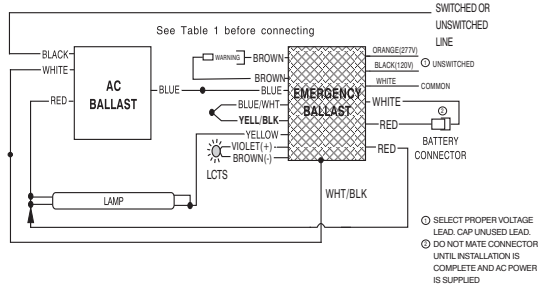 SWITCHED OR
UNSWITCHED
LINE
See Table 1 before connecting
BLACK
WHITE
RED
AC
BALLAST
BLUE
WARNING
BROWN
BROWN
BLUE
BLUE/WHT
YELL/BLK
YELLOW
VIOLET(+)
BROWN(-)
LCTS
EMERGENCY
BALLAST
ORANGE(277V)
BLACK(120V)
① UNSWITCHED
WHITE
COMMON
WHITE
②
RED
BATTERY
CONNECTOR
RED
LAMP
WHT/BLK
① SELECT PROPER VOLTAGE
LEAD. CAP UNUSED LEAD.
② DO NOT MATE CONNECTOR
UNTIL INSTALLATION IS
COMPLETE AND AC POWER
IS SUPPLIED